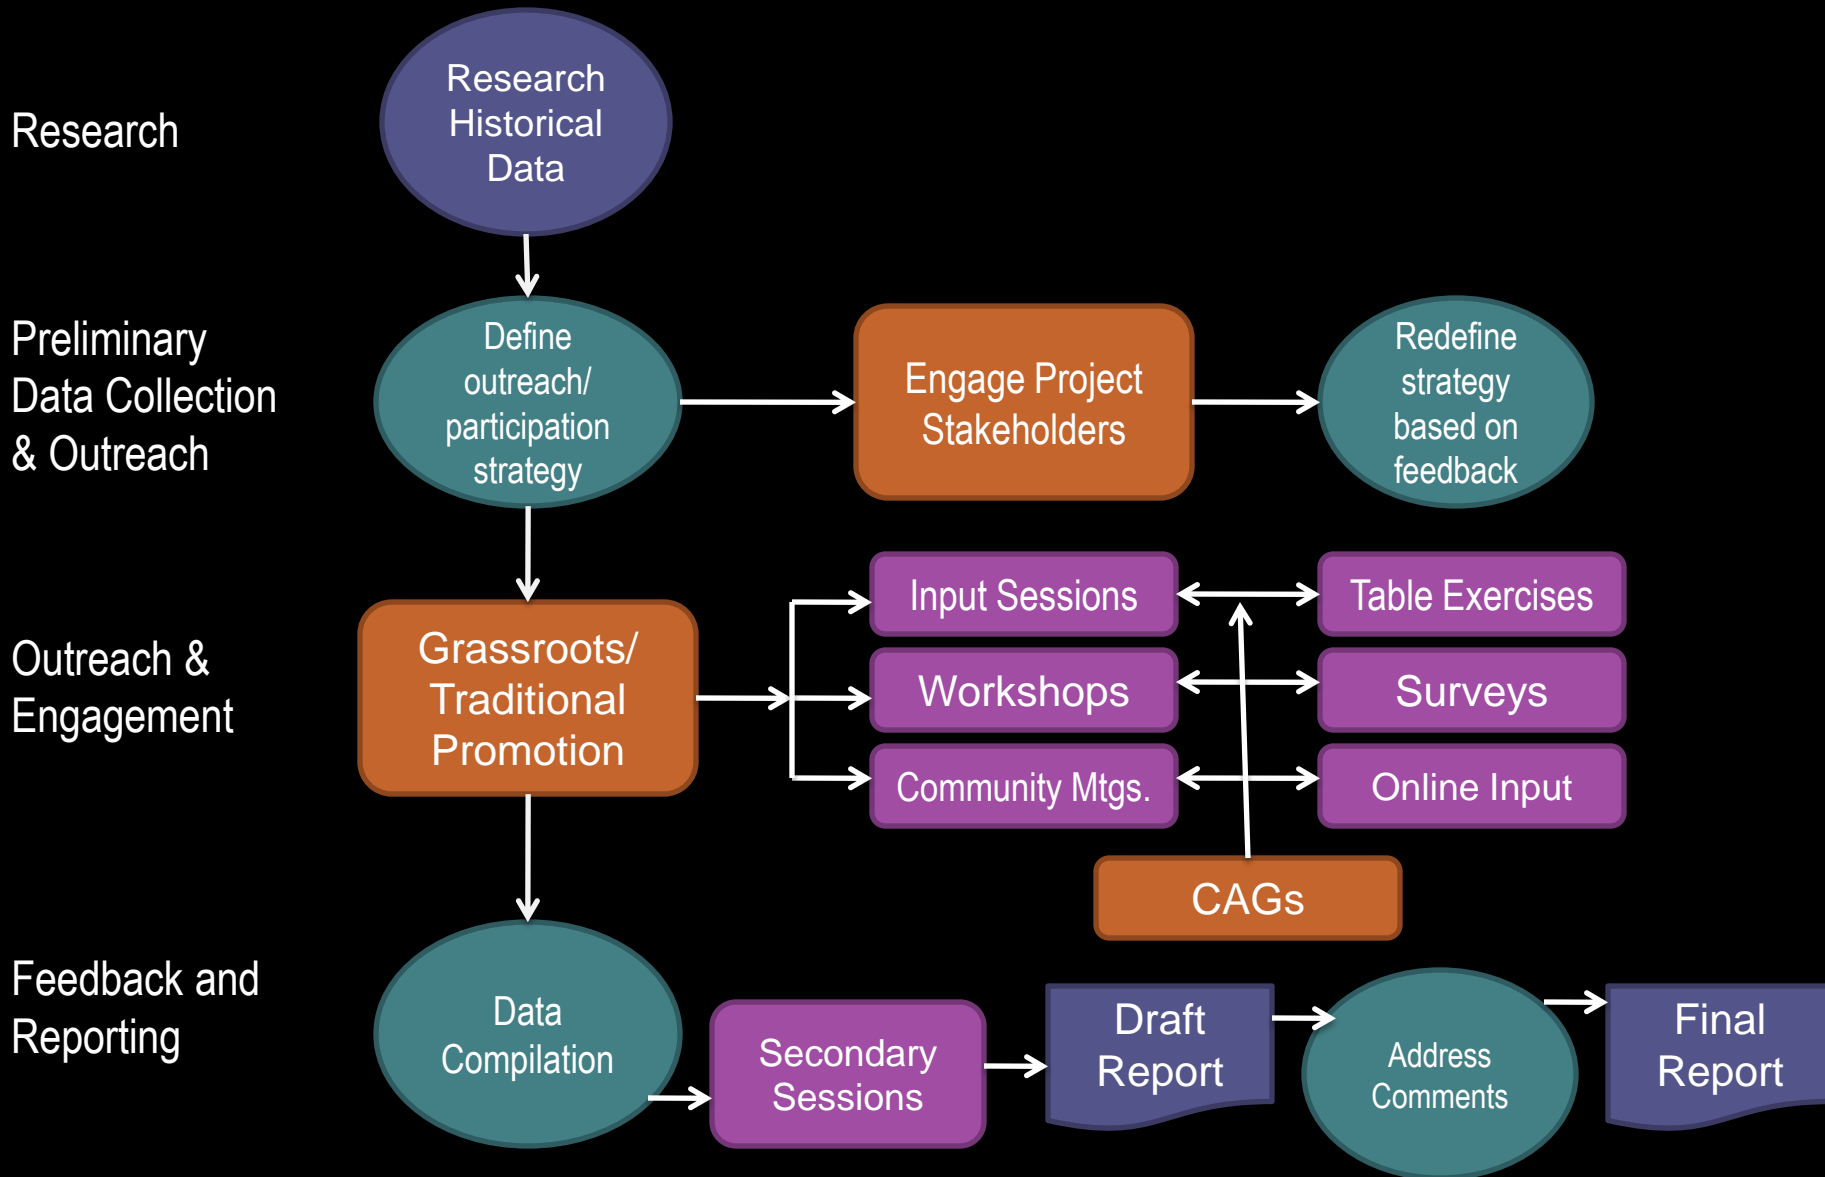 Research
Research
Historical
Data
Preliminary
Data Collection
& Outreach
Define
outreach/
participation
strategy
Engage Project
Stakeholders
Redefine
strategy
based on
feedback
Outreach &
Engagement
Grassroots/
Traditional
Promotion
Input Sessions
Table Exercises
Workshops
Surveys
Community Mtgs.
Online Input
CAGs
Feedback and
Reporting
Data
Compilation
Secondary
Sessions
Draft
Report
Address
Comments
Final
Report